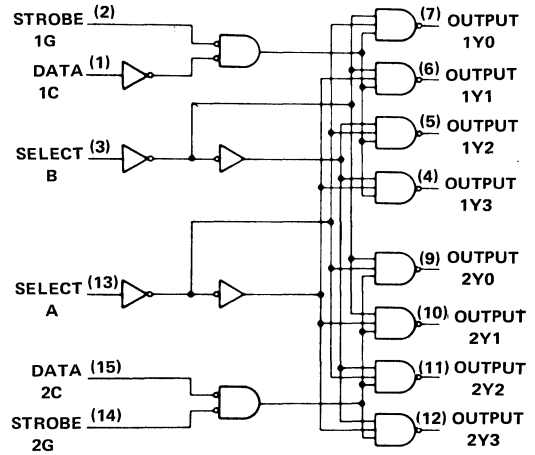 STROBE (2)
1G
DATA (1)
1C
SELECT (3)
B
SELECT (13)
A
DATA (15)
2C
STROBE (14)
2G
(7) OUTPUT
1Y0
(6) OUTPUT
1Y1
(5) OUTPUT
1Y2
(4) OUTPUT
1Y3
(9) OUTPUT
2Y0
(10) OUTPUT
2Y1
(11) OUTPUT
2Y2
(12) OUTPUT
2Y3